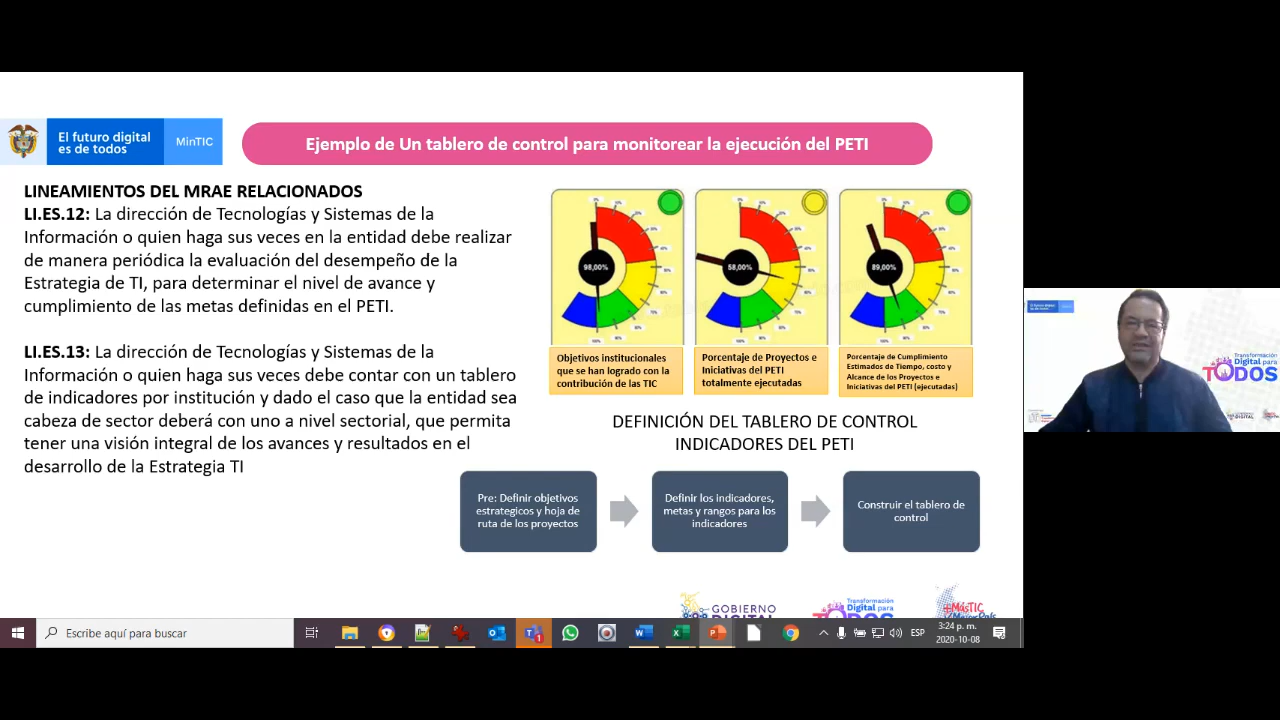 El futuro digital
es de todos
MinTIC
Ejemplo de Un tablero de control para monitorear la ejecución del PETI
LINEAMIENTOS DEL MRAE RELACIONADOS
LI.ES.12: La dirección de Tecnologías y Sistemas de la
Información o quien haga sus veces en la entidad debe realizar
de manera periódica la evaluación del desempeño de la
Estrategia de TI, para determinar el nivel de avance y
cumplimiento de las metas definidas en el PETI.
LI.ES.13: La dirección de Tecnologías y Sistemas de la
Información o quien haga sus veces debe contar con un tablero
de indicadores por institución y dado el caso que la entidad sea
cabeza de sector deberá con uno a nivel sectorial, que permita
tener una visión integral de los avances y resultados en el
desarrollo de la Estrategia TI
98,00%
58,00%
89,00%
Objetivos institucionales
que se han logrado con la
contribución de las TIC
Porcentaje de Proyectos e
Iniciativas del PETI
totalmente ejecutadas
Porcentaje de Cumplimiento
Estimados de Tiempo, costo y
Alcance de los Proyectos e
Iniciativas del PETI (ejecutadas)
DEFINICIÓN DEL TABLERO DE CONTROL
INDICADORES DEL PETI
Pre: Definir objetivos
estrategicos y hoja de
ruta de los proyectos
Definir los indicadores,
metas y rangos para los
indicadores
Construir el tablero de
control
GOBIERNO
Transformación
Digital para
+MásTIC
Escribe aquí para buscar
ESP
3:24 p. m.
2020-10-08
Transformación
Digital para
TODOS